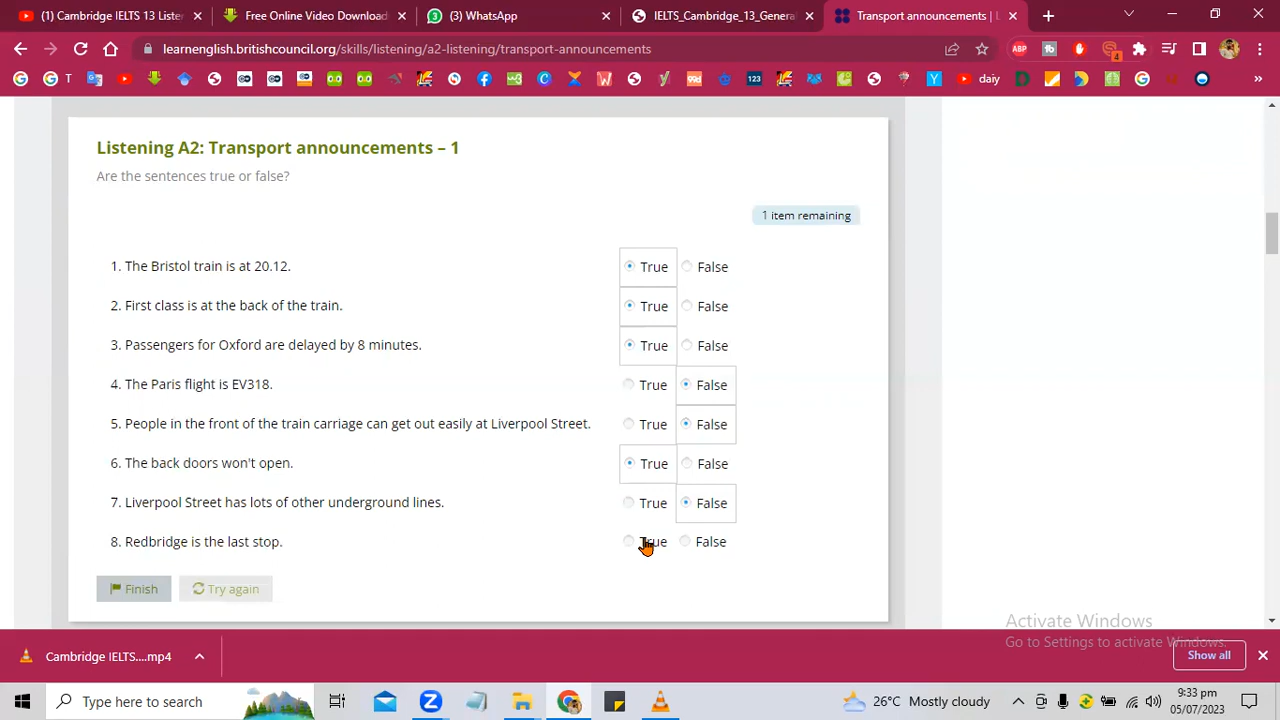 (1) Cambridge IELTS 13 Lister
Free Online Video Download
(3) WhatsApp
IELTS_Cambridge_13_Genera
Transport announcements | L
learnenglish.britishcouncil.org/skills/listening/a2-listening/transport-announcements
T
daiy
Listening A2: Transport announcements – 1
Are the sentences true or false?
1 item remaining
1. The Bristol train is at 20.12. True False
2. First class is at the back of the train. True False
3. Passengers for Oxford are delayed by 8 minutes. True False
4. The Paris flight is EV318. True False
5. People in the front of the train carriage can get out easily at Liverpool Street. True False
6. The back doors won't open. True False
7. Liverpool Street has lots of other underground lines. True False
8. Redbridge is the last stop. True False
Finish Try again
Activate Windows
Go to Settings to activate Windows.
Cambridge IELTS....mp4
Show all
Type here to search
26°C Mostly cloudy
9:33 pm
05/07/2023